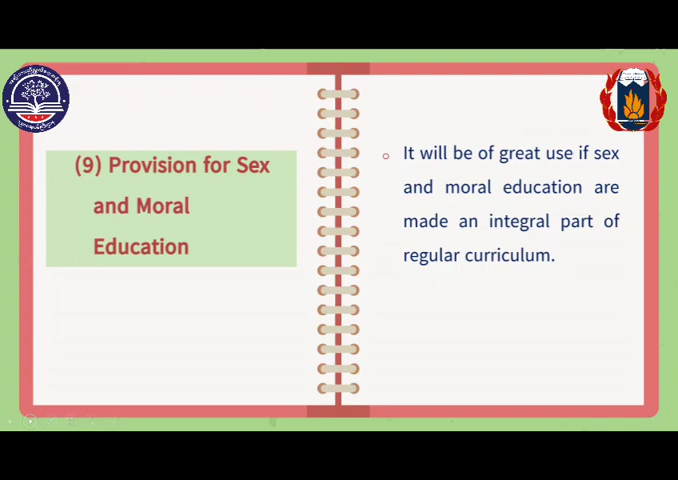 (9) Provision for Sex
and Moral
Education
It will be of great use if sex
and moral education are
made an integral part of
regular curriculum.